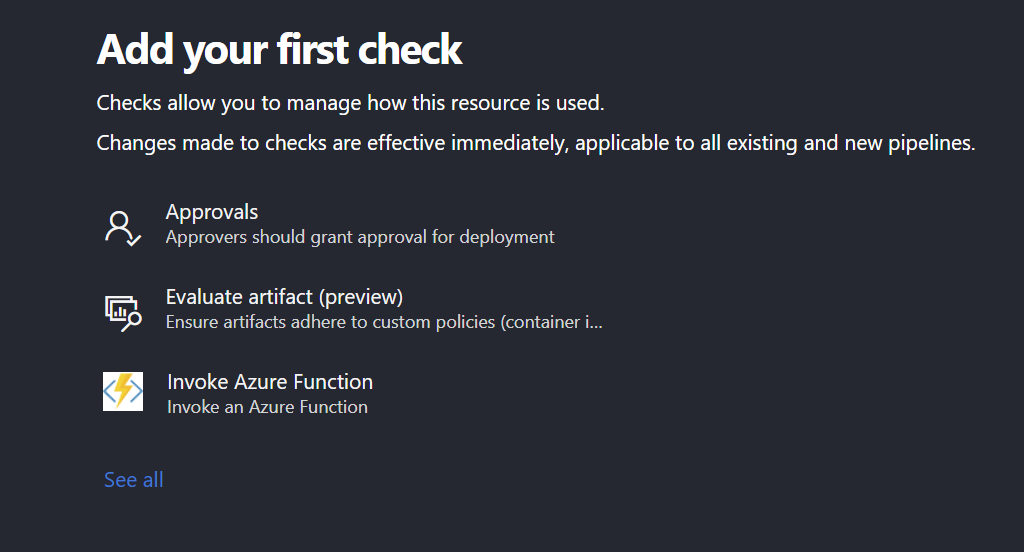 Add your first check
Checks allow you to manage how this resource is used.
Changes made to checks are effective immediately, applicable to all existing and new pipelines.
Approvals
Approvers should grant approval for deployment
Evaluate artifact (preview)
Ensure artifacts adhere to custom policies (container i...
Invoke Azure Function
Invoke an Azure Function
See all